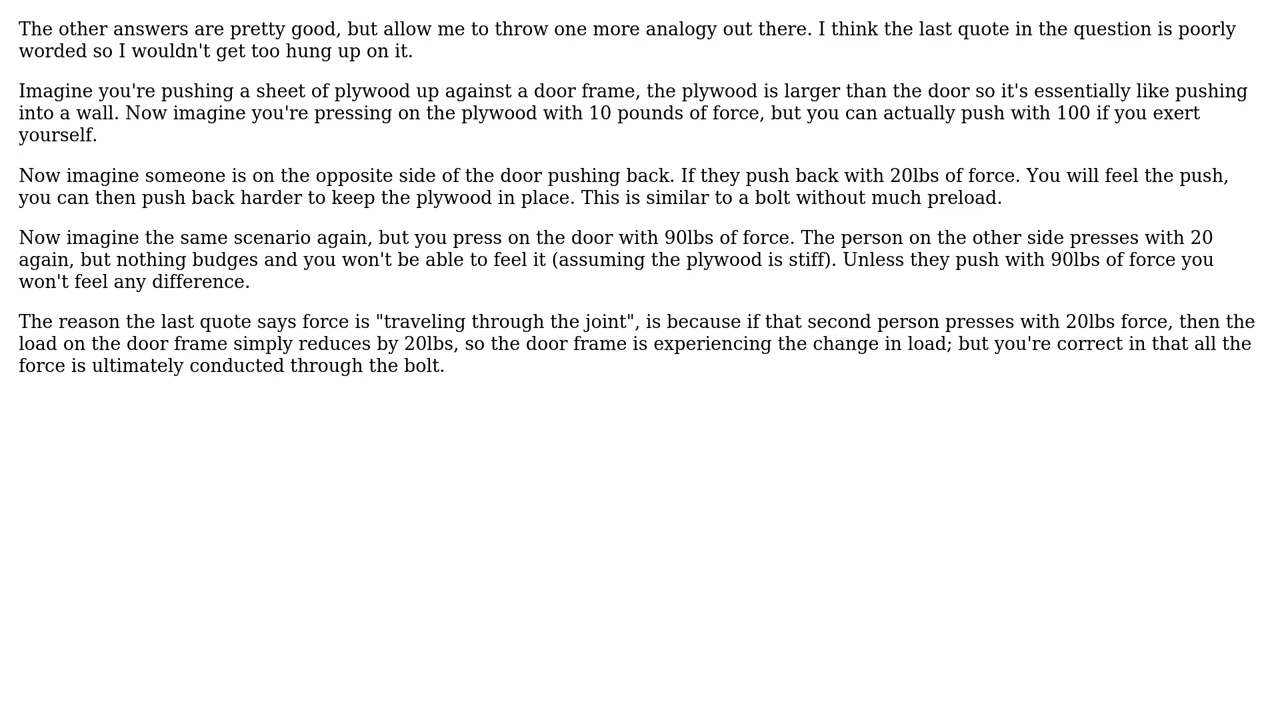 The other answers are pretty good, but allow me to throw one more analogy out there. I think the last quote in the question is poorly
worded so I wouldn't get too hung up on it.
Imagine you're pushing a sheet of plywood up against a door frame, the plywood is larger than the door so it's essentially like pushing
into a wall. Now imagine you're pressing on the plywood with 10 pounds of force, but you can actually push with 100 if you exert
yourself.
Now imagine someone is on the opposite side of the door pushing back. If they push back with 20lbs of force. You will feel the push,
you can then push back harder to keep the plywood in place. This is similar to a bolt without much preload.
Now imagine the same scenario again, but you press on the door with 90lbs of force. The person on the other side presses with 20
again, but nothing budges and you won't be able to feel it (assuming the plywood is stiff). Unless they push with 90lbs of force you
won't feel any difference.
The reason the last quote says force is "traveling through the joint", is because if that second person presses with 20lbs force, then the
load on the door frame simply reduces by 20lbs, so the door frame is experiencing the change in load; but you're correct in that all the
force is ultimately conducted through the bolt.